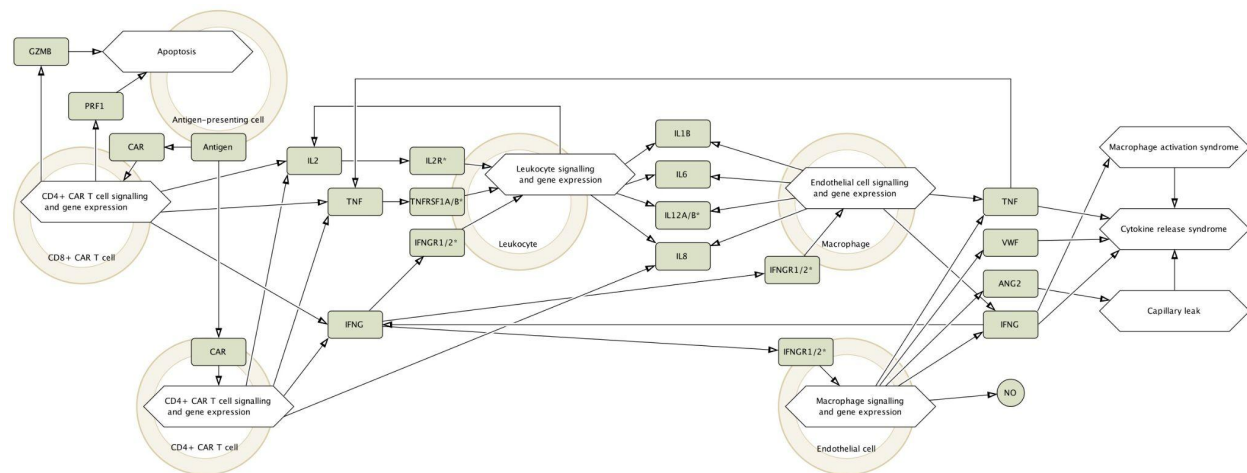 GZMB
Apoptosis
PRF1
Antigen-presenting cell
CAR
Antigen
CD4+ CAR T cell signalling
and gene expression
CD8+ CAR T cell
IL2
TNF
IL2R*
TNFRSF1A/B*
IFNGR1/2*
Leukocyte signalling
and gene expression
Leukocyte
IL1B
IL6
IL12A/B*
IL8
Endothelial cell signalling
and gene expression
Macrophage
IFNGR1/2*
TNF
VWF
ANG2
IFNG
Macrophage activation syndrome
Cytokine release syndrome
Capillary leak
IFNG
CAR
CD4+ CAR T cell signalling
and gene expression
CD4+ CAR T cell
IFNGR1/2*
Macrophage signalling
and gene expression
Endothelial cell
NO